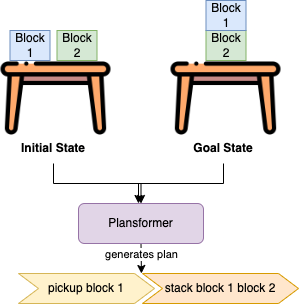 Block
1
Block
2
Block
1
Block
2
Initial State
Goal State
Plansformer
generates plan
pickup block 1
stack block 1 block 2